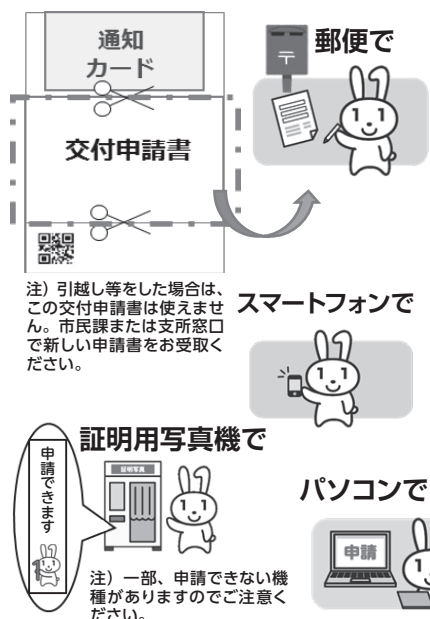 通知
カード
交付申請書
〒
郵便で
注）引越し等をした場合は、
この交付申請書は使えませ
ん。市民課または支所窓口
で新しい申請書をお受取く
ださい。
スマートフォンで
証明用写真機で
申請できます
証明写真
注）一部、申請できない機
種がありますのでご注意く
ださい。
パソコンで
申請